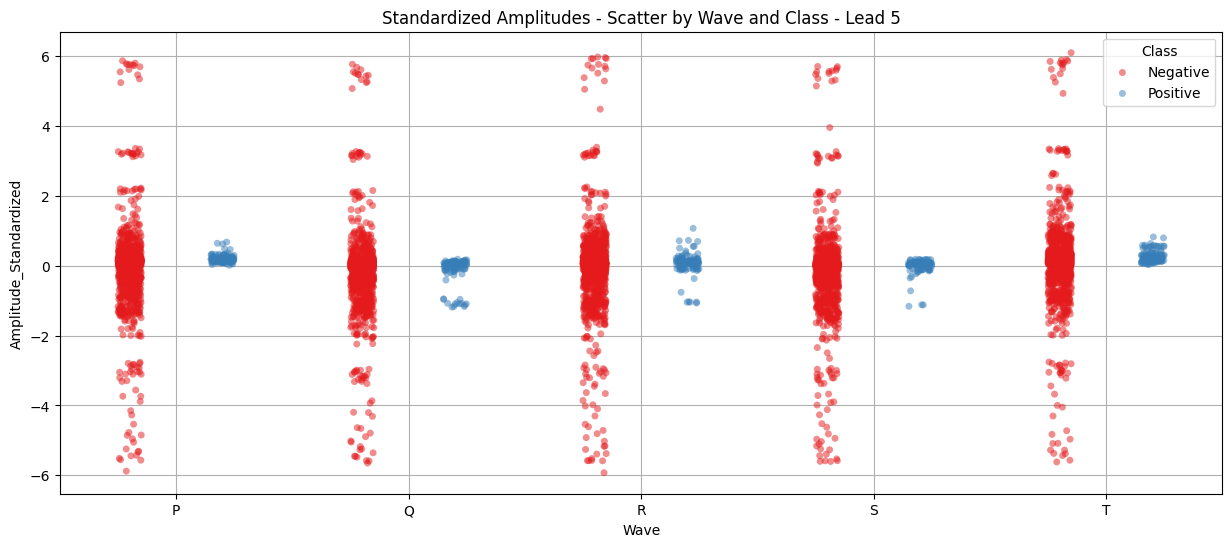 Standardized Amplitudes - Scatter by Wave and Class - Lead 5
Class
Negative
Positive
Amplitude_Standardized
6
4
2
0
−2
−4
−6
P
Q
R
S
T
Wave